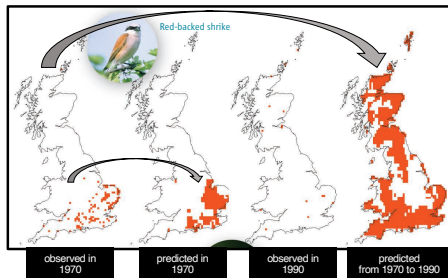 Red-backed shrike
observed in
1970
predicted in
1970
observed in
1990
predicted
from 1970 to 1990